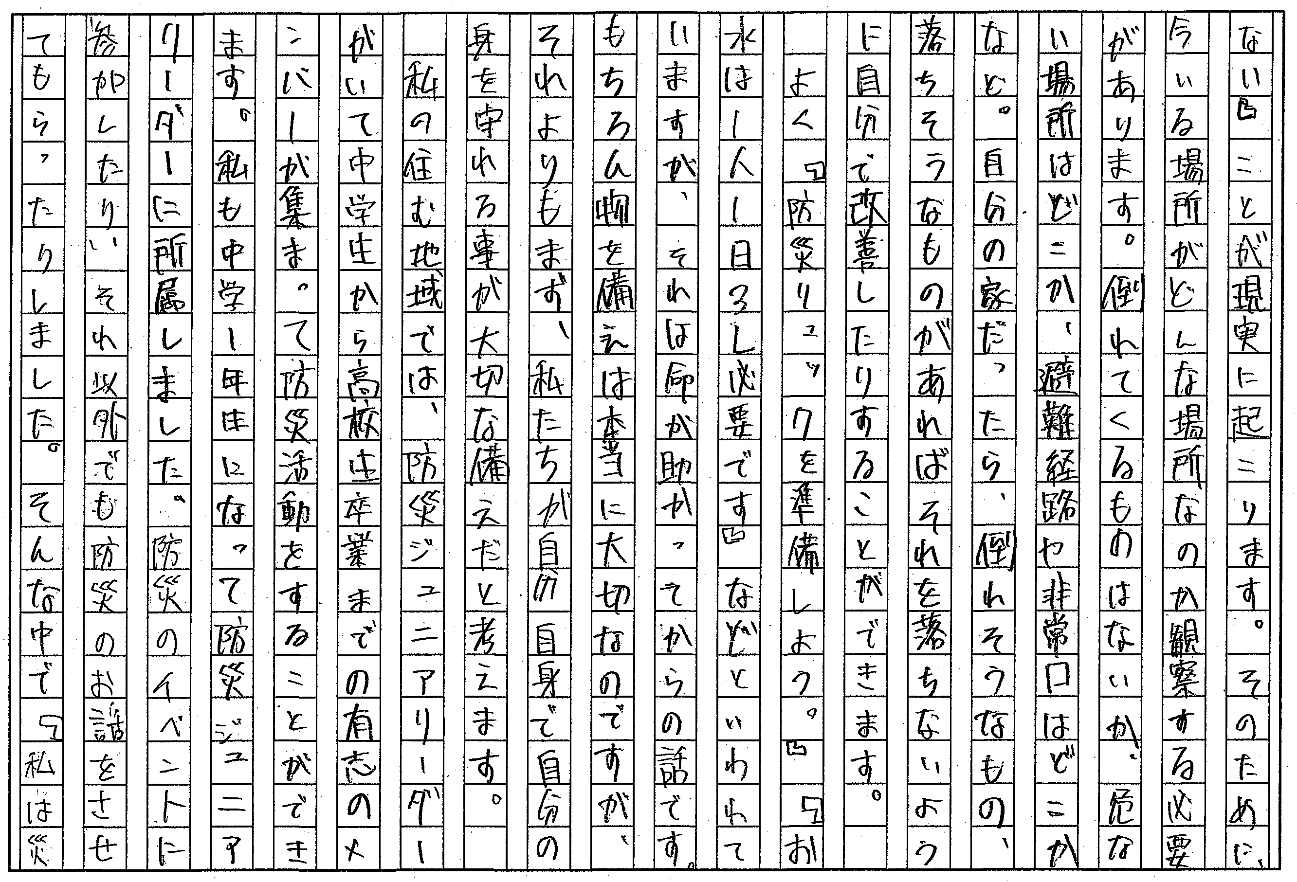 ない』ことが現実に起こります。そのために、
今いる場所がどんな場所なのか観察する必要
があります。倒れてくるものはないか、危な
い場所はどこか、避難経路や非常口はどこか
など。自分の家だったら、倒れそうなもの、
落ちそうなものがあればそれを落ちないよう
に自分で改善したりすることができます。
よく『防災リュックを準備しよう。』『お
水は一人一日3L必要です』などといわれて
いますが、それは命が助かってからの話です。
もちろん物を備えは本当に大切なのですが、
それよりもまず、私たちが自分自身で自分の
身を守れる事が大切な備えだと考えます。
私の住む地域では、防災ジュニアリーダー
がいて中学生から高校生卒業までの有志のメ
ンバーが集まって防災活動をすることができ
ます。私も中学一年生になって防災ジュニア
リーダーに所属しました。防災のイベントに
参加したり、それ以外でも防災のお話をさせ
てもらったりしました。そんな中で『私は災